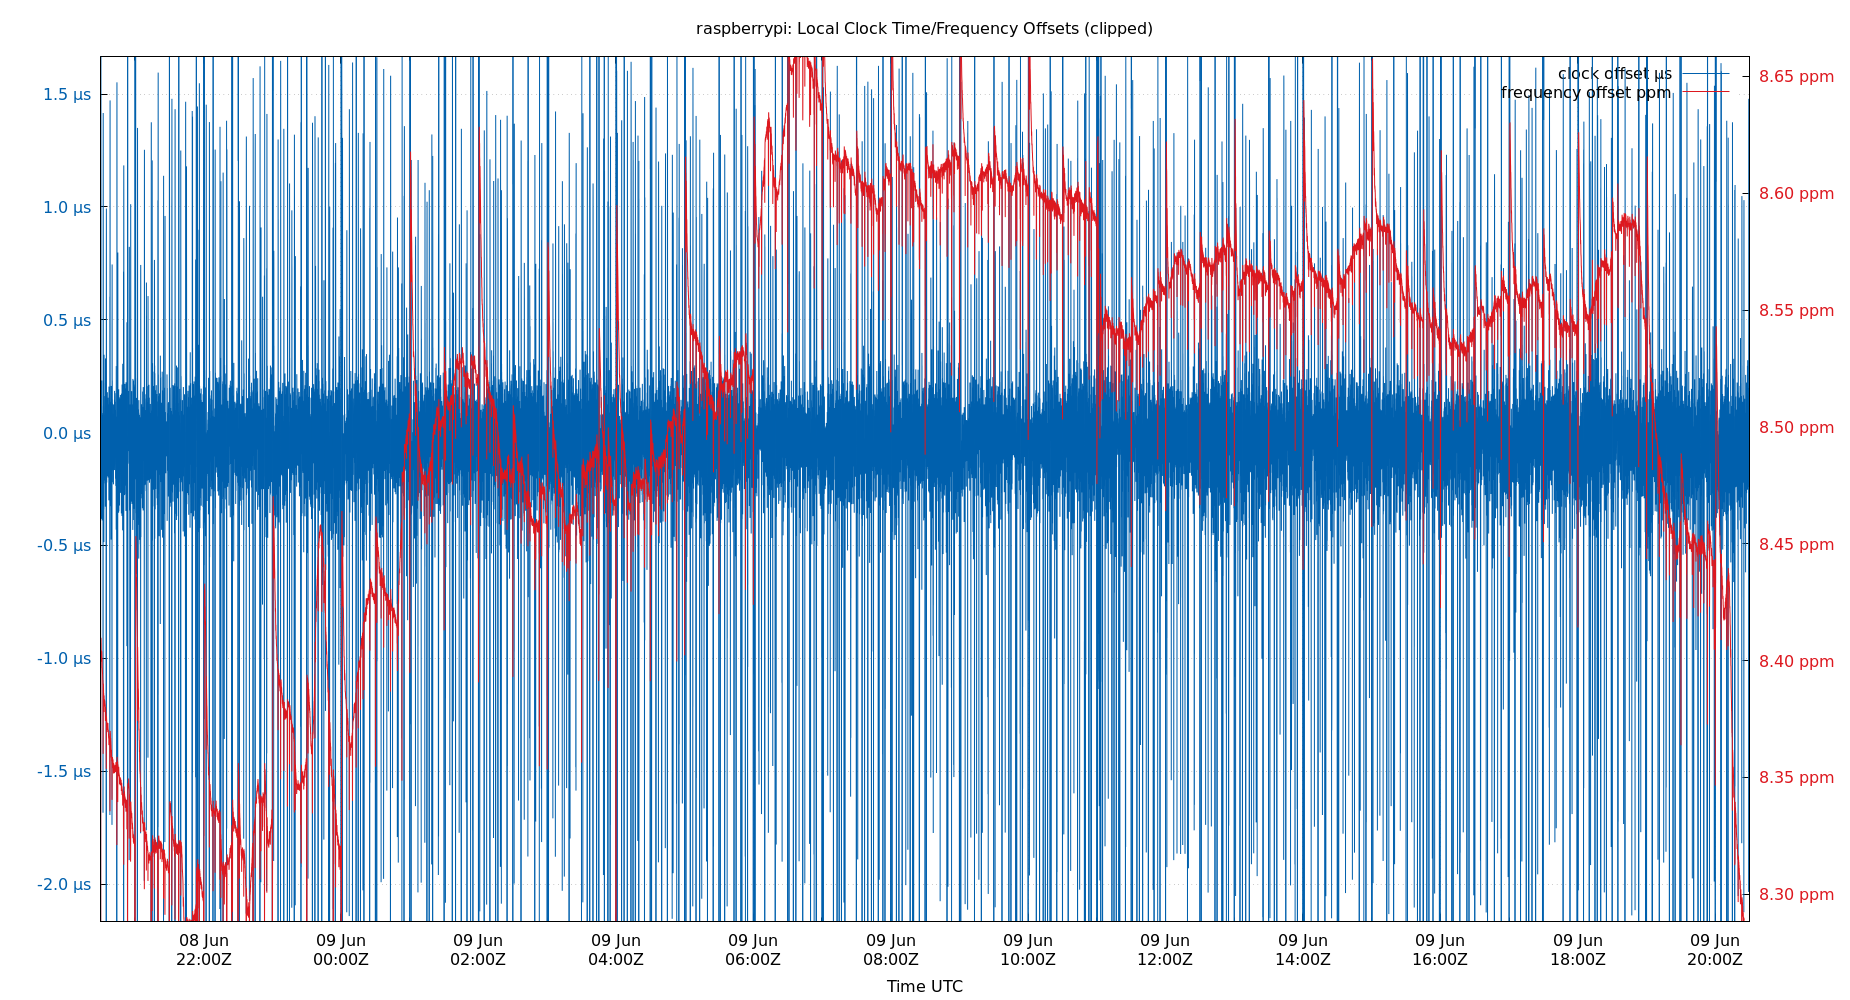 raspberrypi: Local Clock Time/Frequency Offsets (clipped)
clock offset µs
frequency offset ppm
1.5 µs
1.0 µs
0.5 µs
0.0 µs
-0.5 µs
-1.0 µs
-1.5 µs
-2.0 µs
8.65 ppm
8.60 ppm
8.55 ppm
8.50 ppm
8.45 ppm
8.40 ppm
8.35 ppm
8.30 ppm
08 Jun
22:00Z
09 Jun
00:00Z
09 Jun
02:00Z
09 Jun
04:00Z
09 Jun
06:00Z
09 Jun
08:00Z
09 Jun
10:00Z
09 Jun
12:00Z
09 Jun
14:00Z
09 Jun
16:00Z
09 Jun
18:00Z
09 Jun
20:00Z
Time UTC